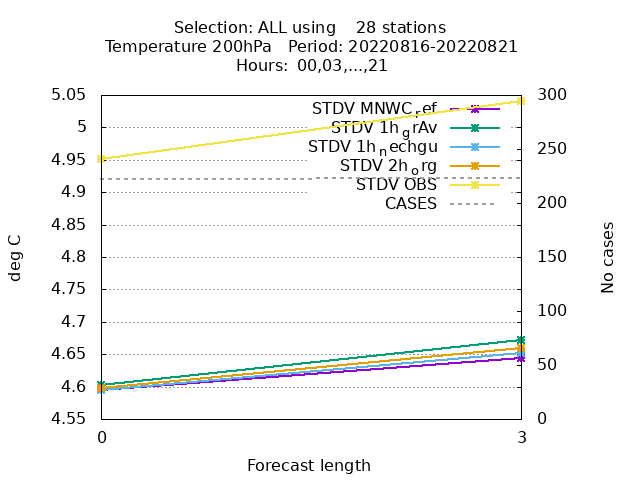 Selection: ALL using 28 stations
Temperature 200hPa Period: 20220816-20220821
Hours: 00,03,...,21
STDV MNWC_ref
STDV 1h_grAv
STDV 1h_nechgu
STDV 2h_org
STDV OBS
CASES
deg C
5.05
5
4.95
4.9
4.85
4.8
4.75
4.7
4.65
4.6
4.55
No cases
300
250
200
150
100
50
0
0 3
Forecast length